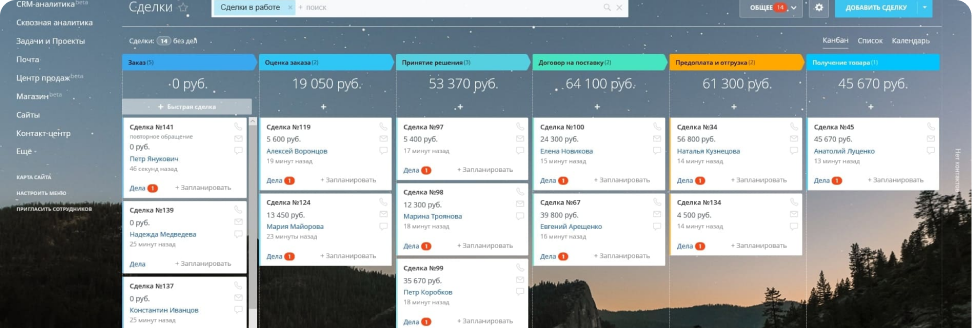 CRM-аналитика beta
Сквозная аналитика
Задачи и Проекты
Почта
Центр продаж beta
Магазин beta
Сайты
Контакт-центр
Ещё -
КАРТА САЙТА
НАСТРОИТЬ МЕНЮ
ПРИГЛАСИТЬ СОТРУДНИКОВ
Сделки
Сделки в работе × + поиск
ОБЩЕЕ 14
ДОБАВИТЬ СДЕЛКУ
Сделки: 14 без дел
Канбан Список Календарь
Заказ (5)
0 руб.
+ Быстрая сделка
Сделка №141
повторное обращение
0 руб.
Петр Янукович
46 секунд назад
Дела 1 + Запланировать
Сделка №139
0 руб.
Надежда Медведева
25 минут назад
Дела + Запланировать
Сделка №137
0 руб.
Константин Иванцов
25 минут назад
Оценка заказа (2)
19 050 руб.
+
Сделка №119
5 600 руб.
Алексей Воронцов
19 минут назад
Дела 1 + Запланировать
Сделка №124
13 450 руб.
Мария Майорова
23 минуты назад
Дела 1 + Запланировать
Принятие решения (3)
53 370 руб.
+
Сделка №97
5 400 руб.
17 минут назад
Дела 1 + Запланировать
Сделка №98
12 300 руб.
Марина Троянова
18 минут назад
Дела 1 + Запланировать
Сделка №99
35 670 руб.
Петр Коробков
18 минут назад
Дела 1 + Запланировать
Договор на поставку (2)
64 100 руб.
+
Сделка №100
24 300 руб.
Елена Новикова
15 минут назад
Дела 1 + Запланировать
Сделка №67
39 800 руб.
Евгений Арещенко
16 минут назад
Дела 1 + Запланировать
Предоплата и отгрузка (2)
61 300 руб.
+
Сделка №34
56 800 руб.
Наталья Кузнецова
14 минут назад
Дела 1 + Запланировать
Сделка №134
4 500 руб.
14 минут назад
Дела 1 + Запланировать
Получение товара (1)
45 670 руб.
+
Сделка №45
45 670 руб.
Анатолий Луценко
13 минут назад
Дела 1 + Запланировать